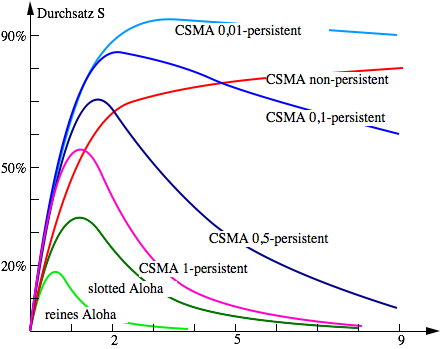 Durchsatz S
90%
CSMA 0,01-persistent
CSMA non-persistent
CSMA 0,1-persistent
50%
CSMA 0,5-persistent
20%
CSMA 1-persistent
slotted Aloha
reines Aloha
2
5
9